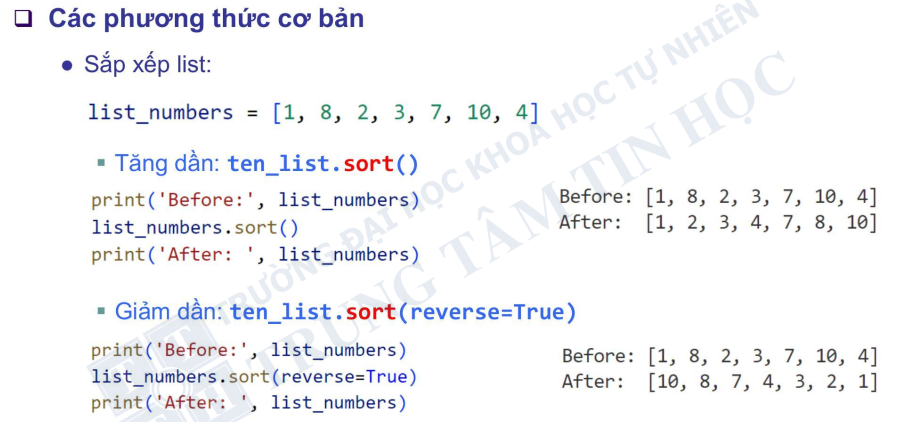 Các phương thức cơ bản
Sắp xếp list:
list_numbers = [1, 8, 2, 3, 7, 10, 4]
Tăng dần: ten_list.sort()
print('Before:', list_numbers)
list_numbers.sort()
print('After: ', list_numbers)
Before: [1, 8, 2, 3, 7, 10, 4]
After:  [1, 2, 3, 4, 7, 8, 10]
Giảm dần: ten_list.sort(reverse=True)
print('Before:', list_numbers)
list_numbers.sort(reverse=True)
print('After: ', list_numbers)
Before: [1, 8, 2, 3, 7, 10, 4]
After:  [10, 8, 7, 4, 3, 2, 1]
TRƯỜNG ĐẠI HỌC KHOA HỌC TỰ NHIÊN
TRUNG TÂM TIN HỌC